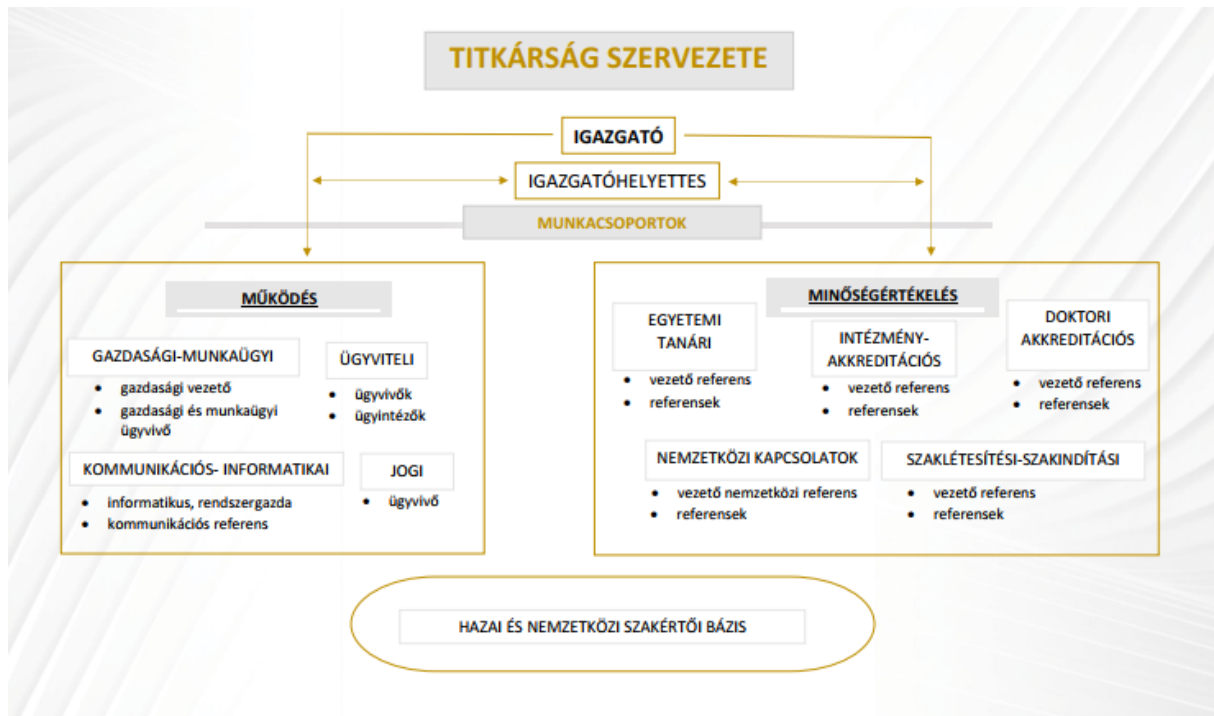 TITKÁRSÁG SZERVEZETE
IGAZGATÓ
IGAZGATÓHELYETTES
MUNKACSOPORTOK
MŰKÖDÉS
GAZDASÁGI-MUNKAÜGYI
• gazdasági vezető
• gazdasági és munkaügyi
ügyvivő
ÜGYVITELI
• ügyvivők
• ügyintézők
KOMMUNIKÁCIÓS- INFORMATIKAI
• informatikus, rendszergazda
• kommunikációs referens
JOGI
• ügyvivő
MINŐSÉGÉRTÉKELÉS
EGYETEMI
TANÁRI
• vezető referens
• referensek
INTÉZMÉNY-
AKKREDITÁCIÓS
• vezető referens
• referensek
DOKTORI
AKKREDITÁCIÓS
• vezető referens
• referensek
NEMZETKÖZI KAPCSOLATOK
• vezető nemzetközi referens
• referensek
SZAKLÉTESÍTÉSI-SZAKINDÍTÁSI
• vezető referens
• referensek
HAZAI ÉS NEMZETKÖZI SZAKÉRTŐI BÁZIS